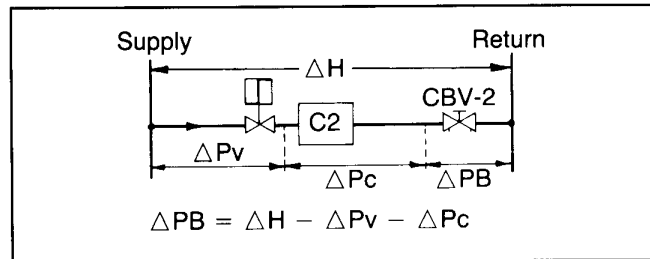 Supply Return
△H
C2 CBV-2
△Pv △Pc △PB
△PB = △H − △Pv − △Pc